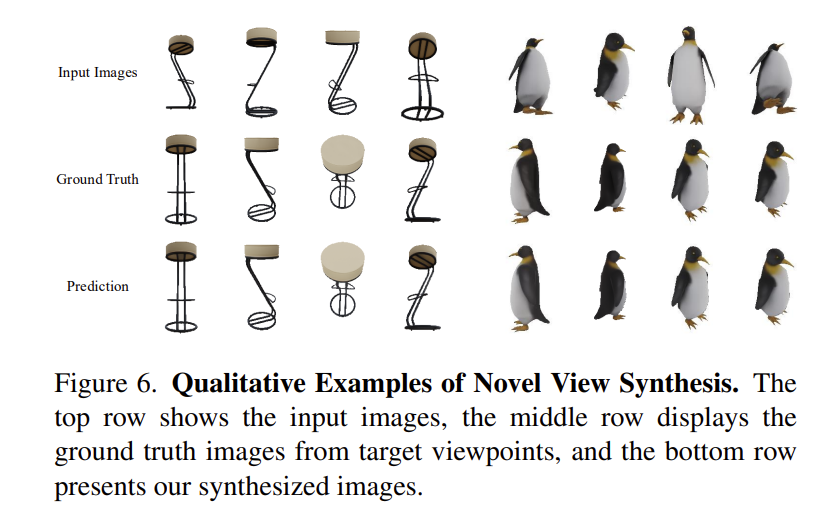 Input Images
Ground Truth
Prediction
Figure 6. Qualitative Examples of Novel View Synthesis. The
top row shows the input images, the middle row displays the
ground truth images from target viewpoints, and the bottom row
presents our synthesized images.